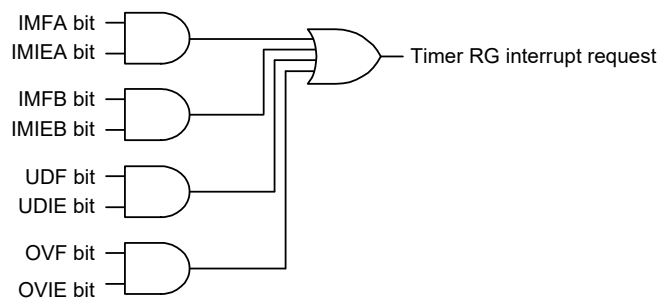 IMFA bit
IMIEA bit
Timer RG interrupt request
IMFB bit
IMIEB bit
UDF bit
UDIE bit
OVF bit
OVIE bit